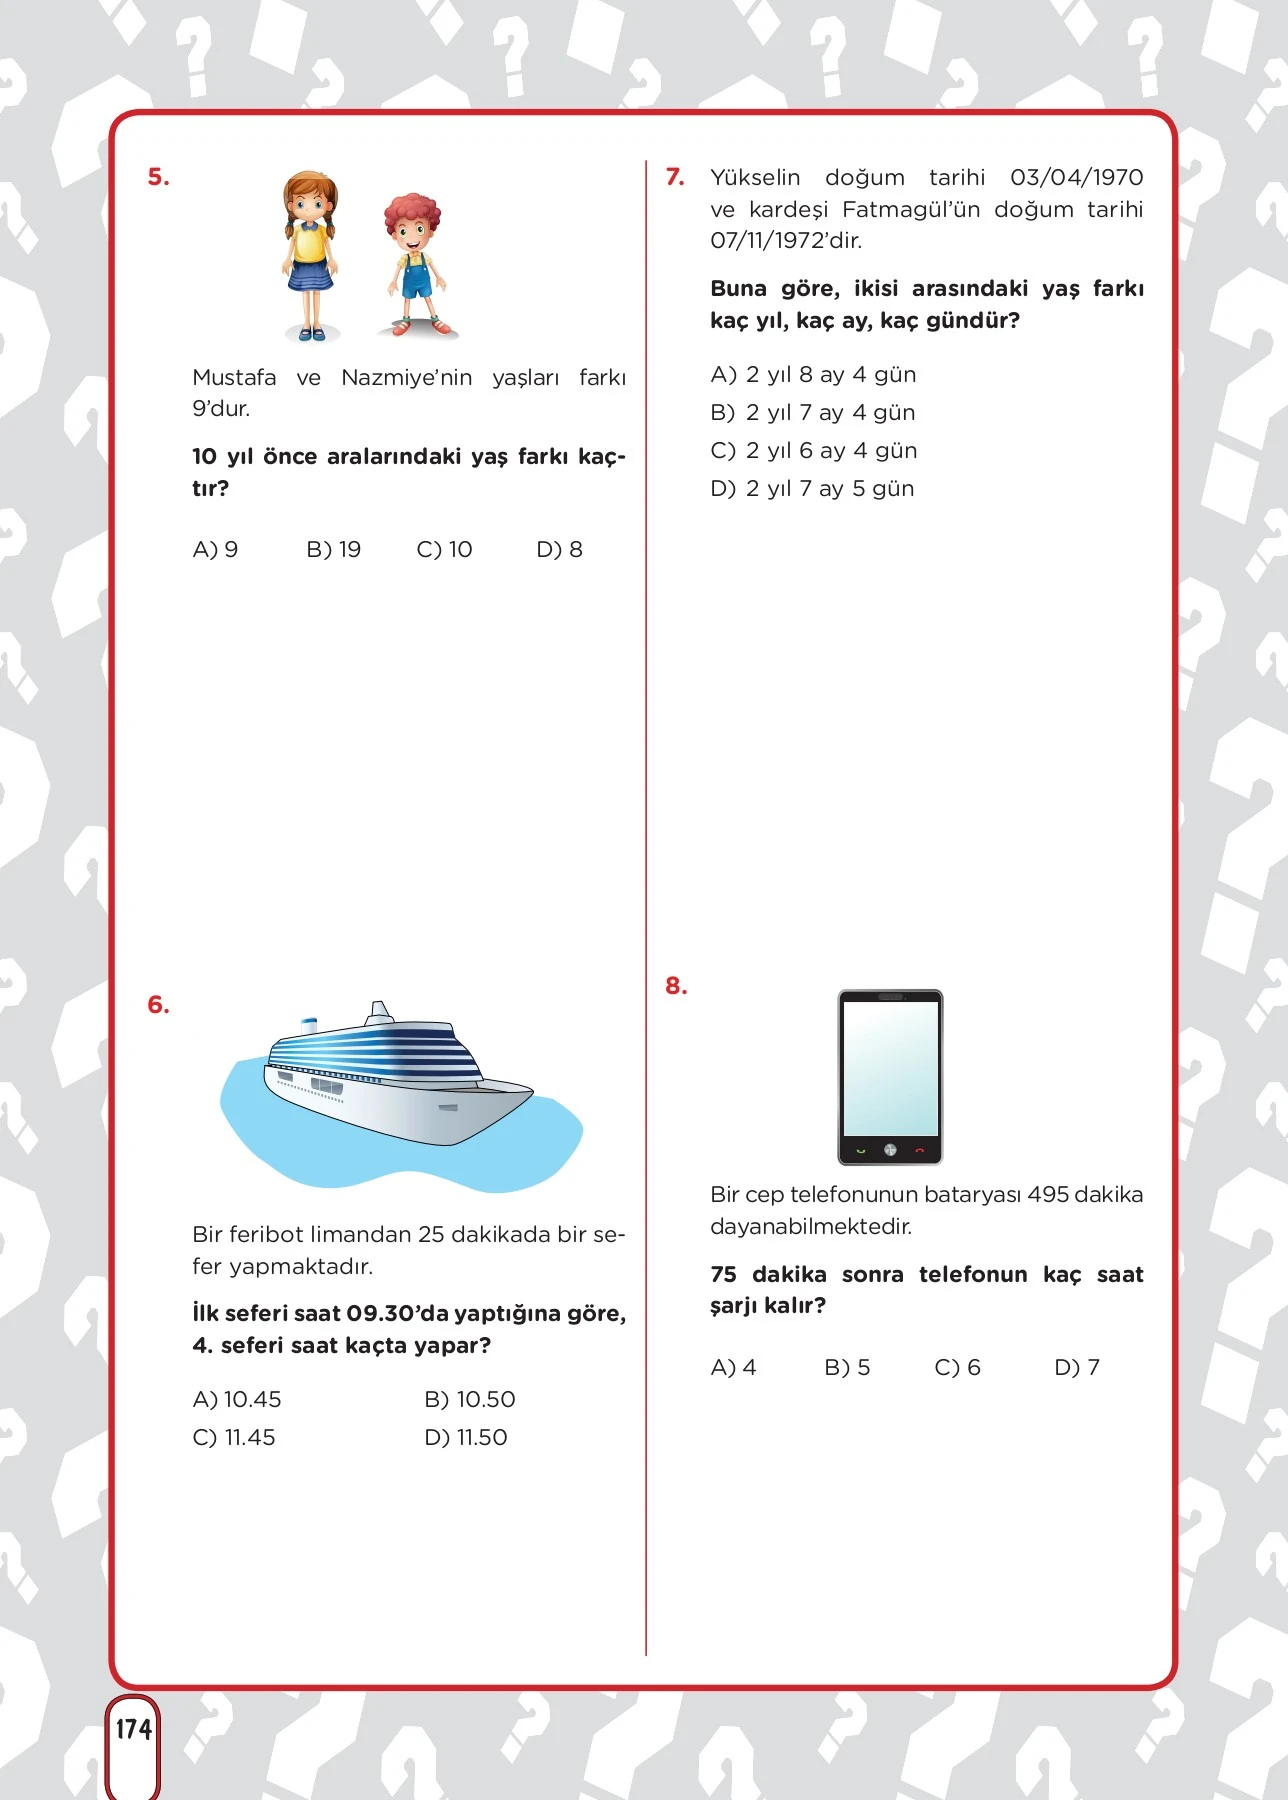 5.
Mustafa ve Nazmiye'nin yaşları farkı
9'dur.
10 yıl önce aralarındaki yaş farkı kaç-
tır?
A) 9 B) 19 C) 10 D) 8
6.
Bir feribot limandan 25 dakikada bir se-
fer yapmaktadır.
İlk seferi saat 09.30'da yaptığına göre,
4. seferi saat kaçta yapar?
A) 10.45 B) 10.50
C) 11.45 D) 11.50
7. Yükselin doğum tarihi 03/04/1970
ve kardeşi Fatmagül'ün doğum tarihi
07/11/1972'dir.
Buna göre, ikisi arasındaki yaş farkı
kaç yıl, kaç ay, kaç gündür?
A) 2 yıl 8 ay 4 gün
B) 2 yıl 7 ay 4 gün
C) 2 yıl 6 ay 4 gün
D) 2 yıl 7 ay 5 gün
8.
Bir cep telefonunun bataryası 495 dakika
dayanabilmektedir.
75 dakika sonra telefonun kaç saat
şarjı kalır?
A) 4 B) 5 C) 6 D) 7
174